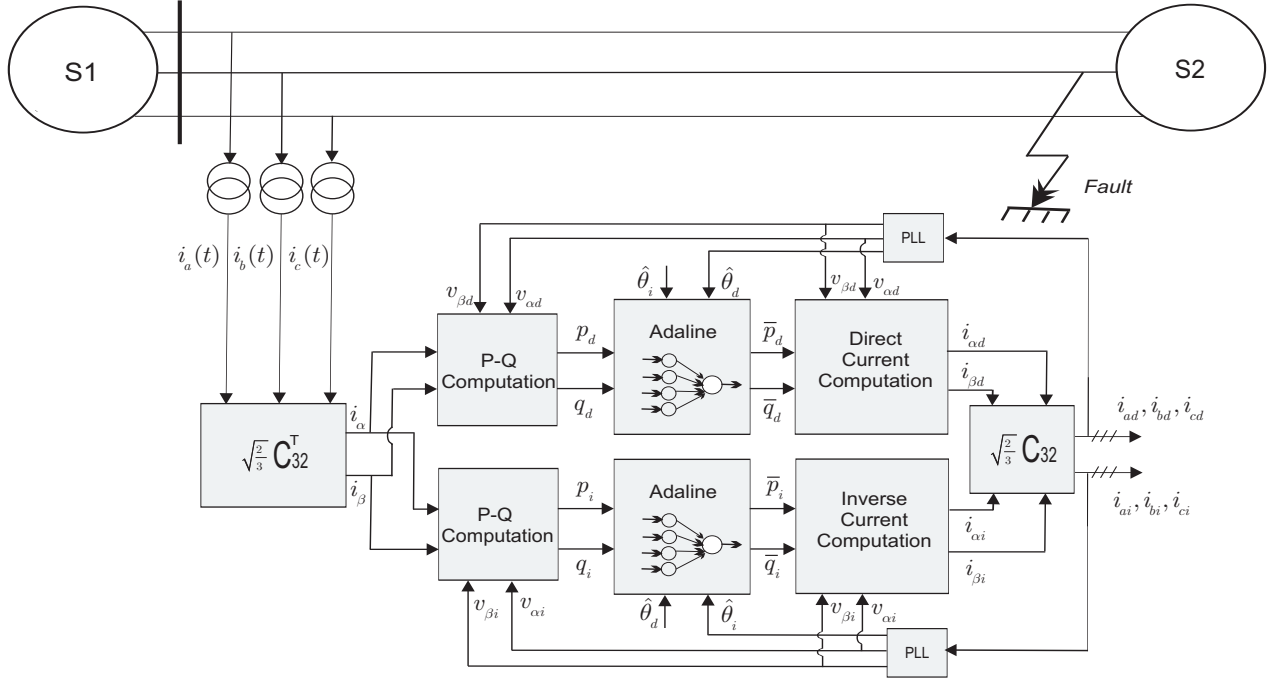 S1
S2
Fault
i_a(t) i_b(t) i_c(t)
PLL
v_βd v_αd
θ̂_i θ̂_d
v_βd v_αd
P-Q
Computation
p_d
q_d
Adaline
p̅_d
q̅_d
Direct
Current
Computation
i_αd
i_βd
√2/3 C_32^T
i_α
i_β
√2/3 C_32
i_ad, i_bd, i_cd
i_ai, i_bi, i_ci
P-Q
Computation
p_i
q_i
Adaline
p̅_i
q̅_i
Inverse
Current
Computation
i_αi
i_βi
v_βi v_αi
θ̂_d θ̂_i
v_βi v_αi
PLL